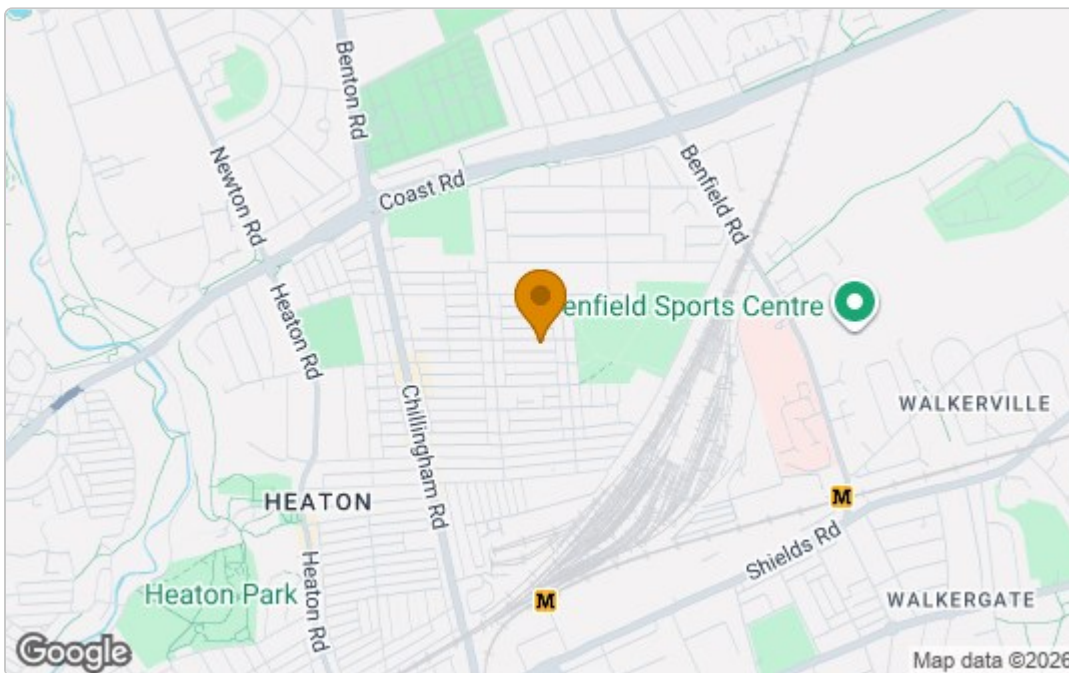 Benton Rd
Newton Rd
Coast Rd
Benfield Rd
enfield Sports Centre
Heaton Rd
Chillingham Rd
WALKERVILLE
HEATON
M
Shields Rd
Heaton Park
Heaton Rd
M
WALKERGATE
Google
Map data ©2026